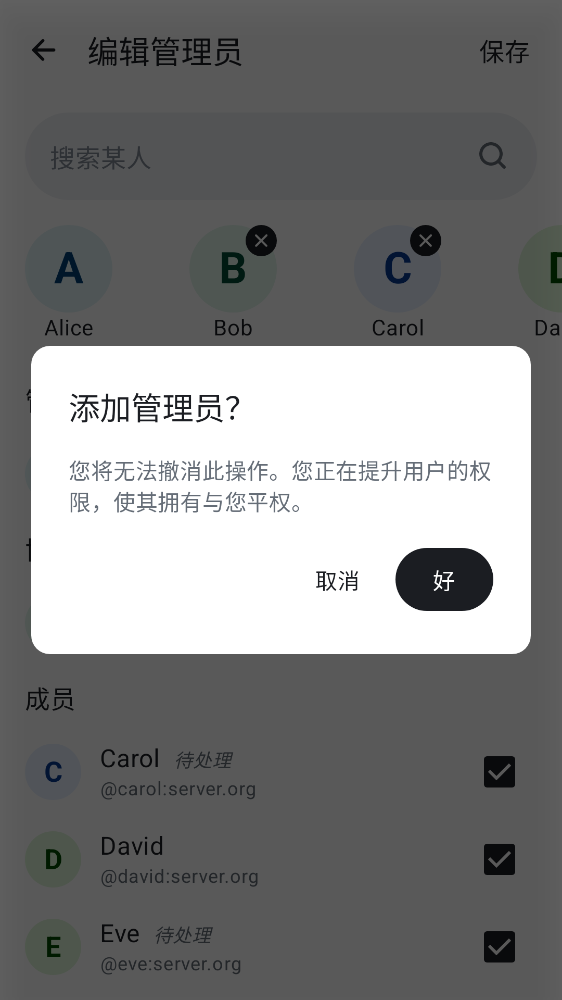 编辑管理员
保存
搜索某人
A
B
C
Alice
Bob
Carol
添加管理员？
您将无法撤消此操作。您正在提升用户的权
限，使其拥有与您平权。
取消
好
成员
C
Carol 待处理
@carol:server.org
D
David
@david:server.org
E
Eve 待处理
@eve:server.org